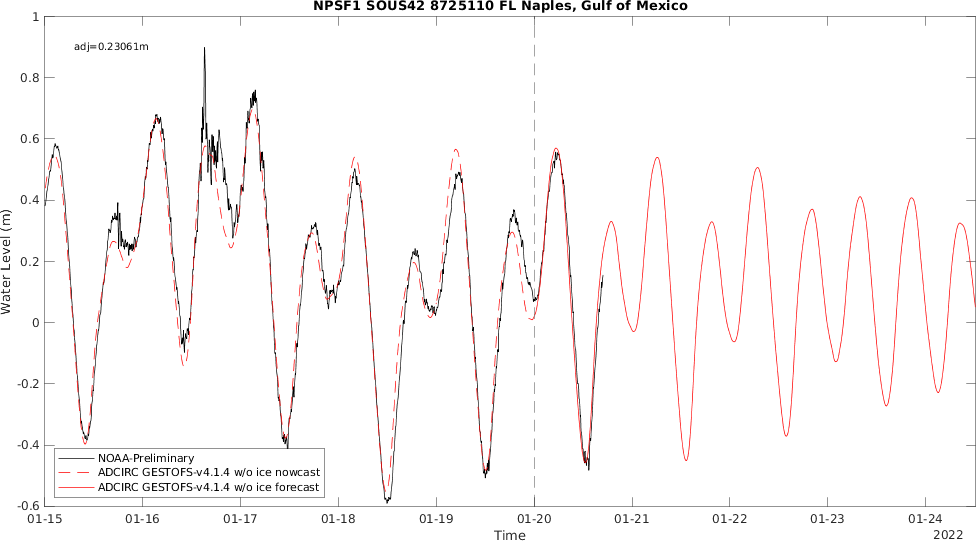 NPSF1 SOUS42 8725110 FL Naples, Gulf of Mexico
1
adj=0.23061m
0.8
0.6
0.4
0.2
0
-0.2
-0.4
-0.6
Water Level (m)
NOAA-Preliminary
ADCIRC GESTOFS-v4.1.4 w/o ice nowcast
ADCIRC GESTOFS-v4.1.4 w/o ice forecast
01-15 01-16 01-17 01-18 01-19 01-20 01-21 01-22 01-23 01-24
Time
2022